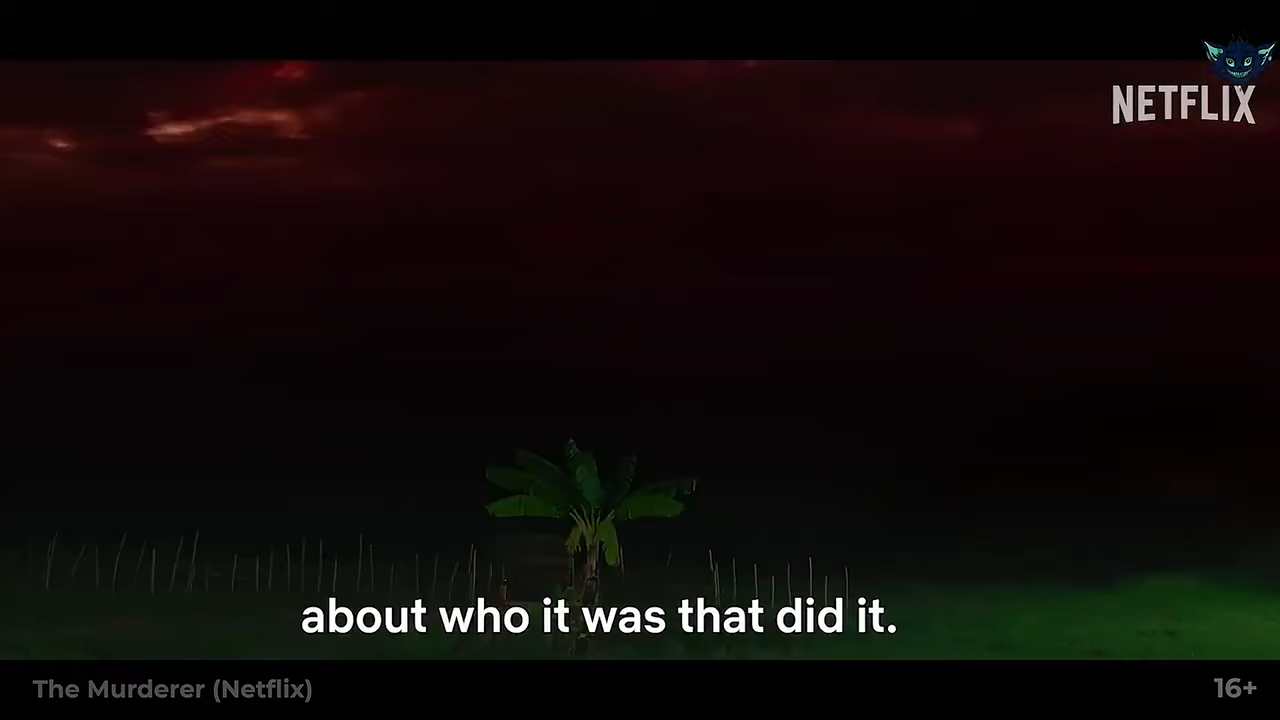 NETFLIX
about who it was that did it.
The Murderer (Netflix)
16+